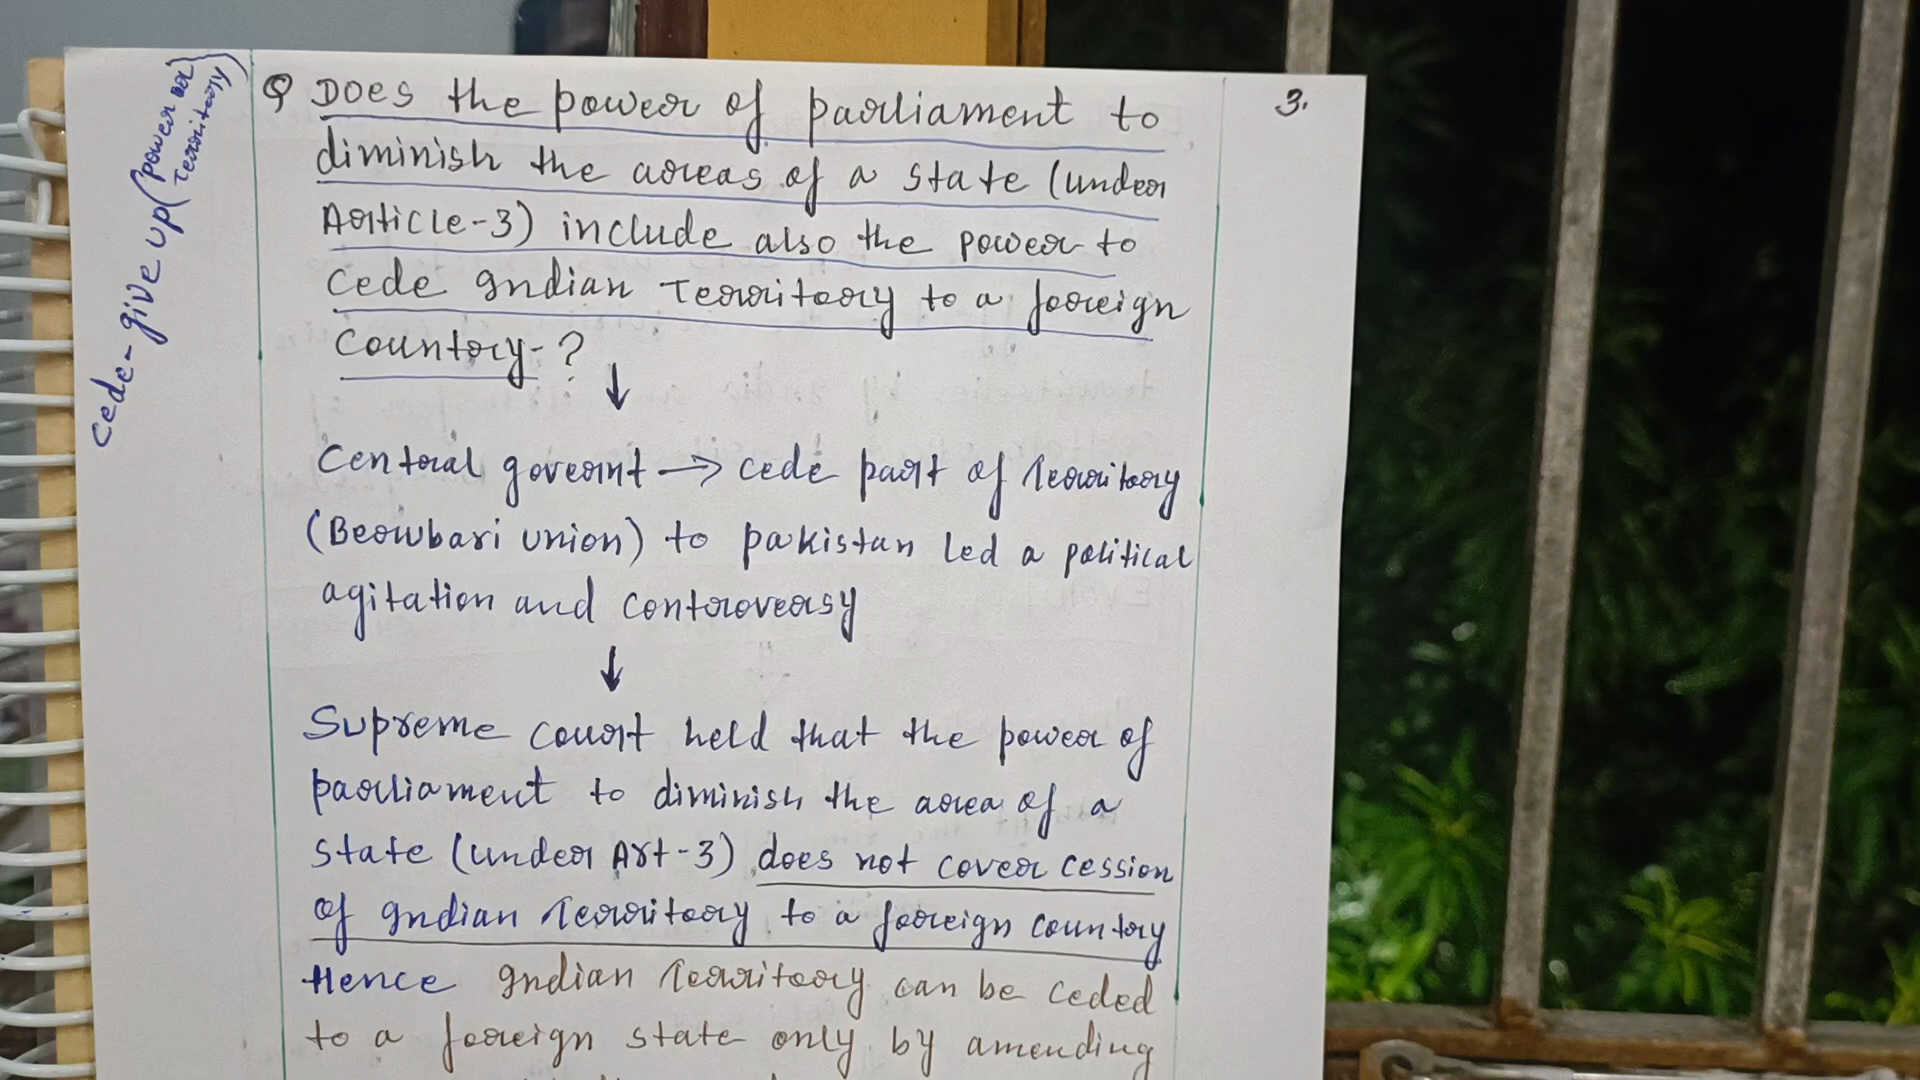 cede - give up (power or
Territory)
3.
Q Does the power of parliament to
diminish the areas of a state (under
Article-3) include also the power to
cede Indian Territory to a foreign
Country-?
↓
Central governt → cede part of Territory
(Berubari union) to pakistan led a political
agitation and controversy
↓
Supreme court held that the power of
parliament to diminish the area of a
state (under Art-3) does not cover cession
of Indian Territory to a foreign country
Hence Indian Territory can be ceded
to a foreign state only by amending